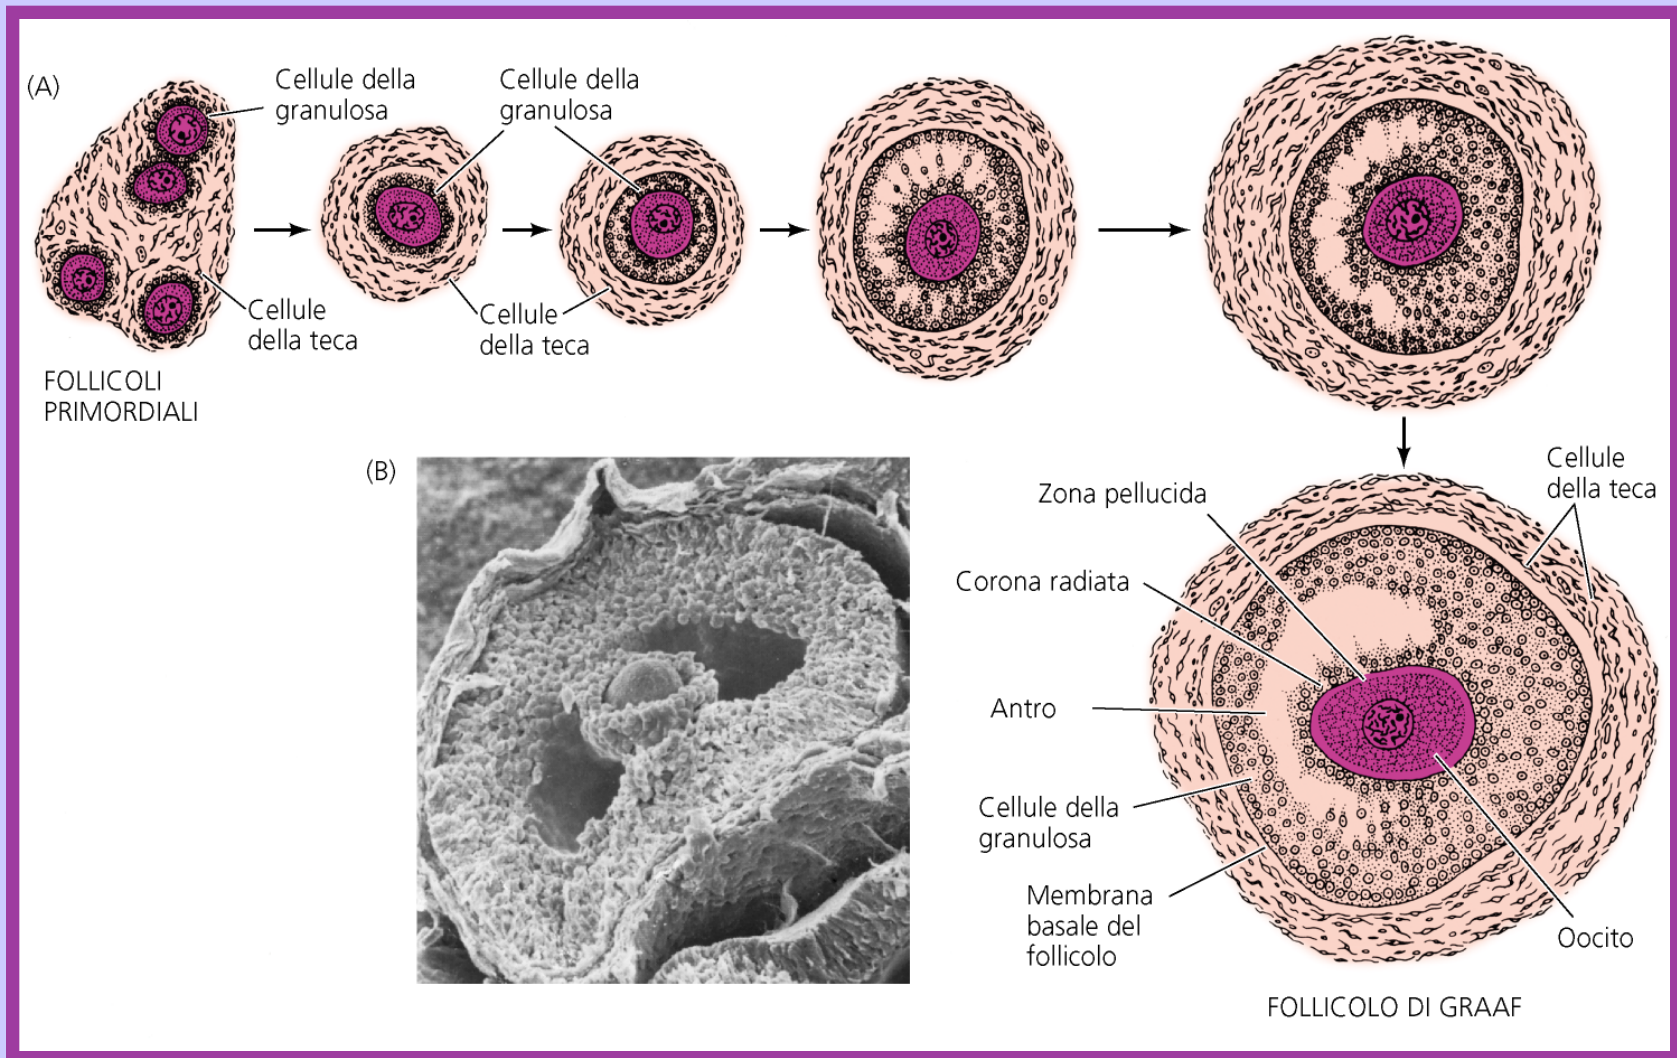 (A)
Cellule della
granulosa
Cellule della
granulosa
Cellule
della teca
Cellule
della teca
FOLLICOLI
PRIMORDIALI
(B)
Zona pellucida
Cellule
della teca
Corona radiata
Antro
Cellule della
granulosa
Membrana
basale del
follicolo
Oocito
FOLLICOLO DI GRAAF